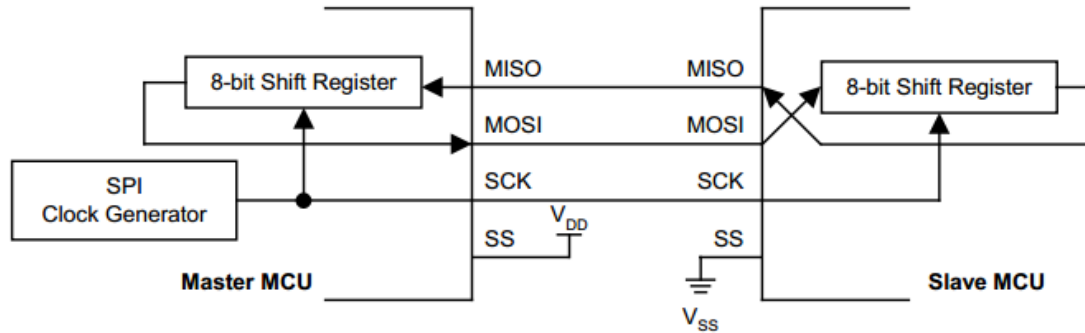 8-bit Shift Register
MISO
MISO
8-bit Shift Register
MOSI
MOSI
SPI
Clock Generator
SCK
SCK
VDD
SS
SS
Master MCU
Slave MCU
VSS